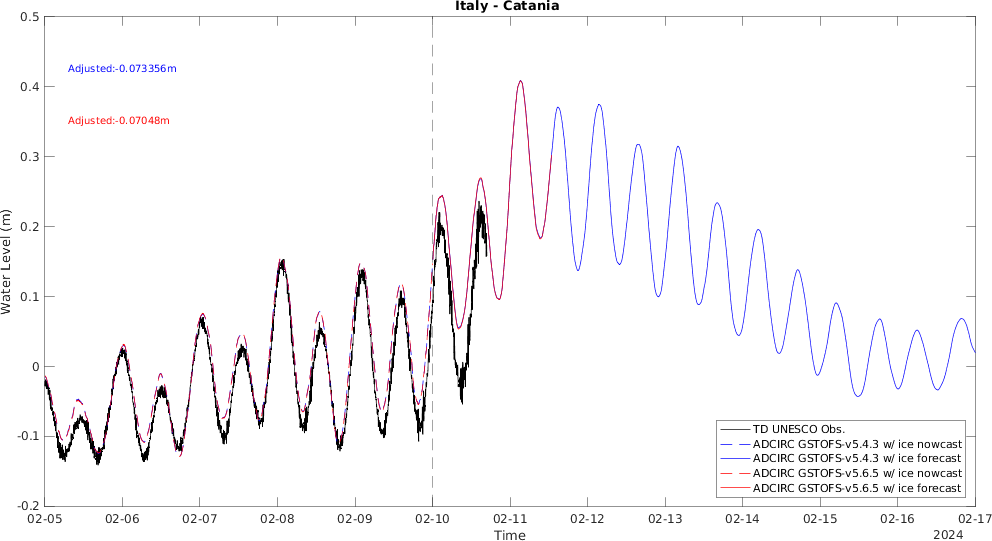 Italy - Catania
Adjusted:-0.073356m
Adjusted:-0.07048m
Water Level (m)
0.5
0.4
0.3
0.2
0.1
0
-0.1
-0.2
TD UNESCO Obs.
ADCIRC GSTOFS-v5.4.3 w/ ice nowcast
ADCIRC GSTOFS-v5.4.3 w/ ice forecast
ADCIRC GSTOFS-v5.6.5 w/ ice nowcast
ADCIRC GSTOFS-v5.6.5 w/ ice forecast
02-05 02-06 02-07 02-08 02-09 02-10 02-11 02-12 02-13 02-14 02-15 02-16 02-17
Time
2024